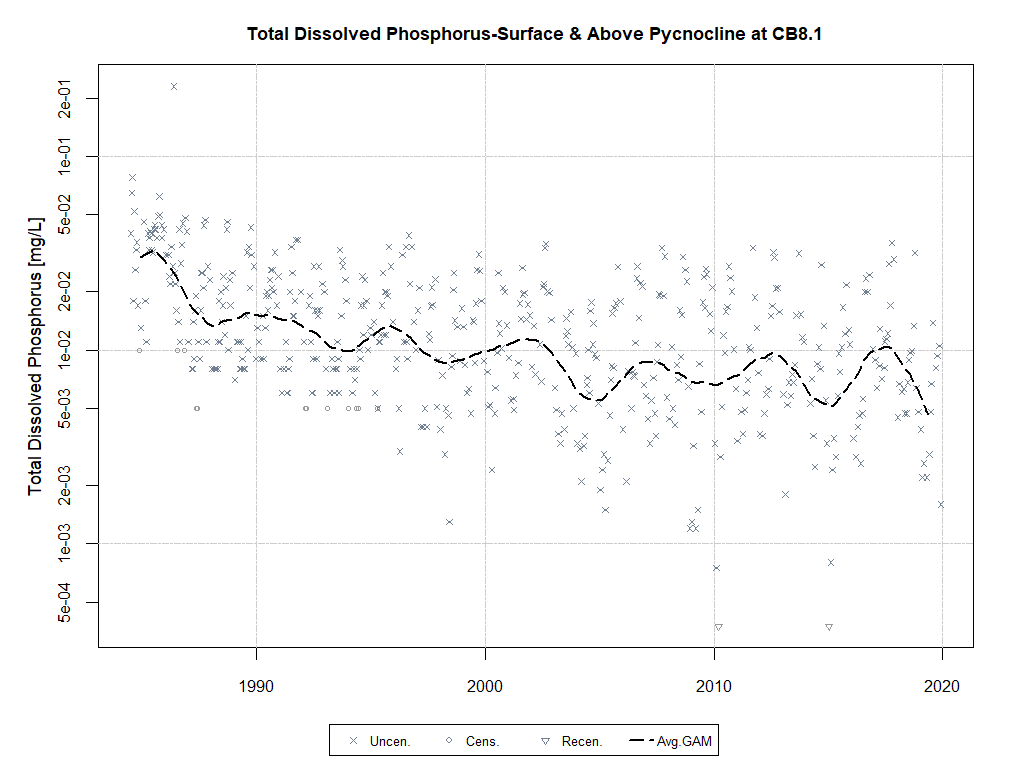 Total Dissolved Phosphorus-Surface & Above Pycnocline at CB8.1
Total Dissolved Phosphorus [mg/L]
2e-01
1e-01
5e-02
2e-02
1e-02
5e-03
2e-03
1e-03
5e-04
1990 2000 2010 2020
Uncen. Cens. Recen. Avg.GAM